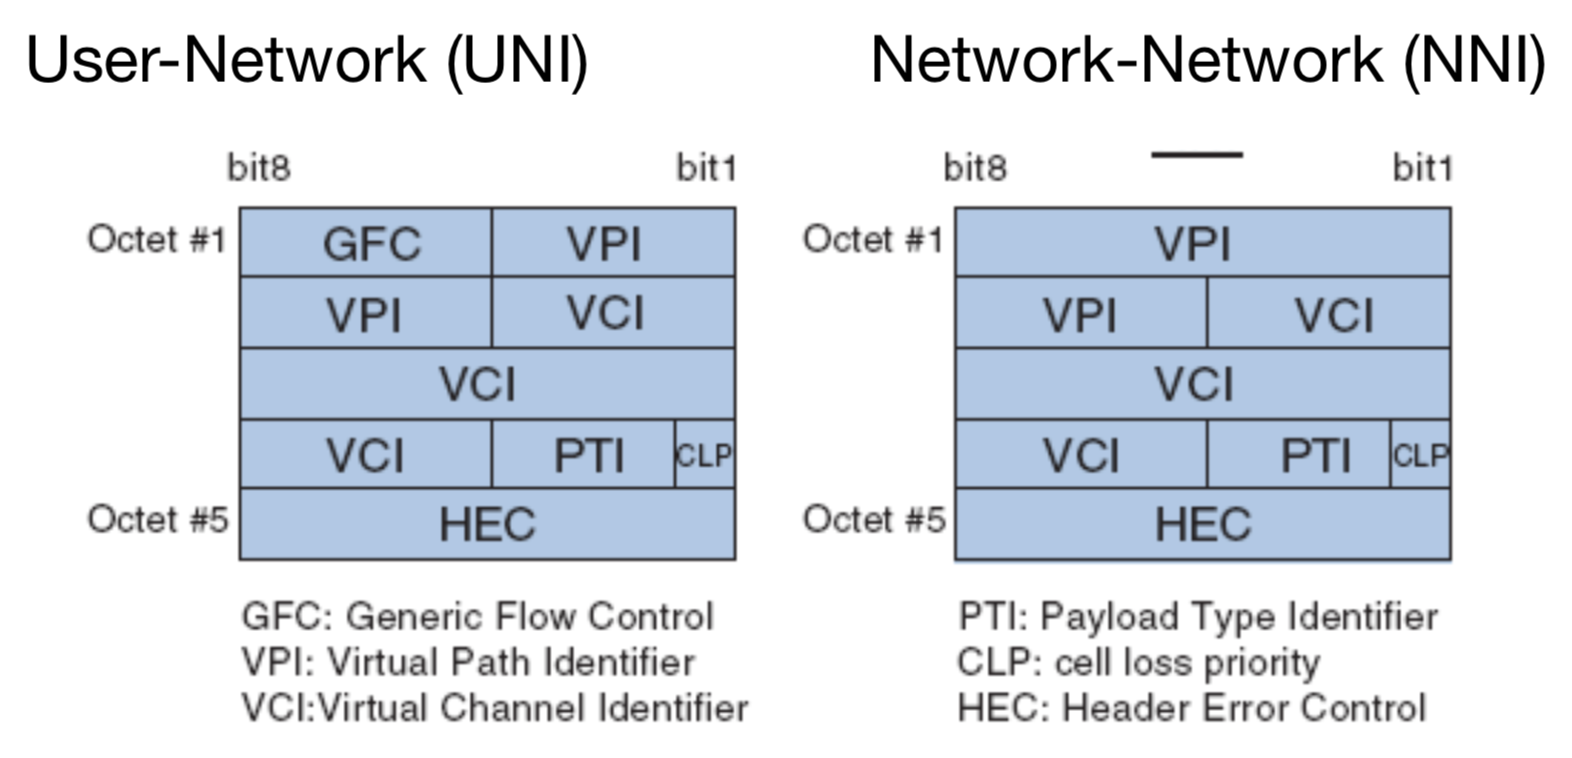 User-Network (UNI)
Network-Network (NNI)
bit8
bit1
Octet #1
GFC
VPI
VPI
VCI
VCI
VCI
PTI
CLP
Octet #5
HEC
GFC: Generic Flow Control
VPI: Virtual Path Identifier
VCI:Virtual Channel Identifier
bit8
bit1
Octet #1
VPI
VPI
VCI
VCI
VCI
PTI
CLP
Octet #5
HEC
PTI: Payload Type Identifier
CLP: cell loss priority
HEC: Header Error Control